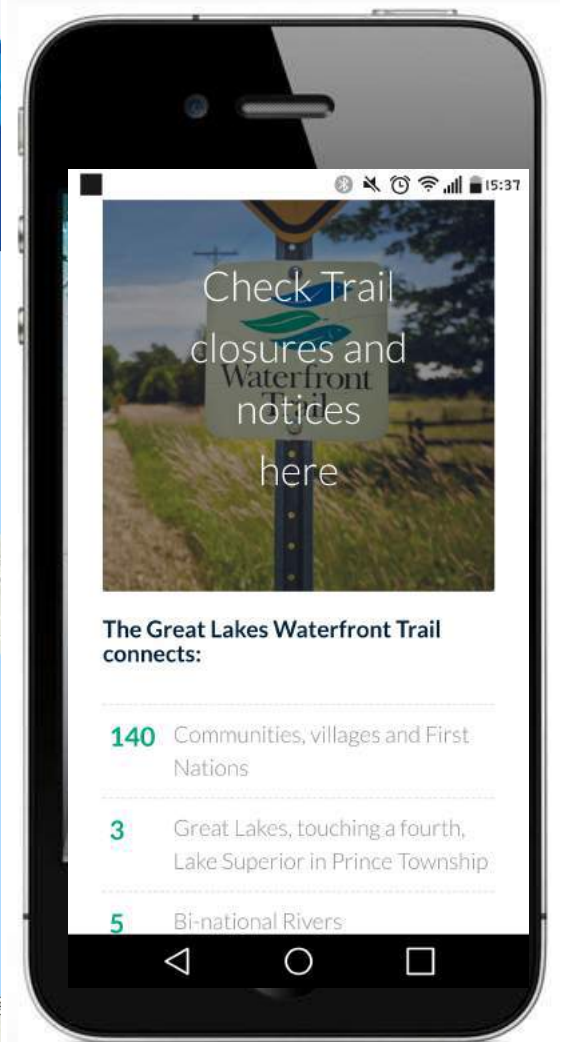 15:37
Check Trail
closures and
Waterfront
Trail
notices
here
The Great Lakes Waterfront Trail
connects:
140 Communities, villages and First
Nations
3 Great Lakes, touching a fourth,
Lake Superior in Prince Township
5 Bi-national Rivers